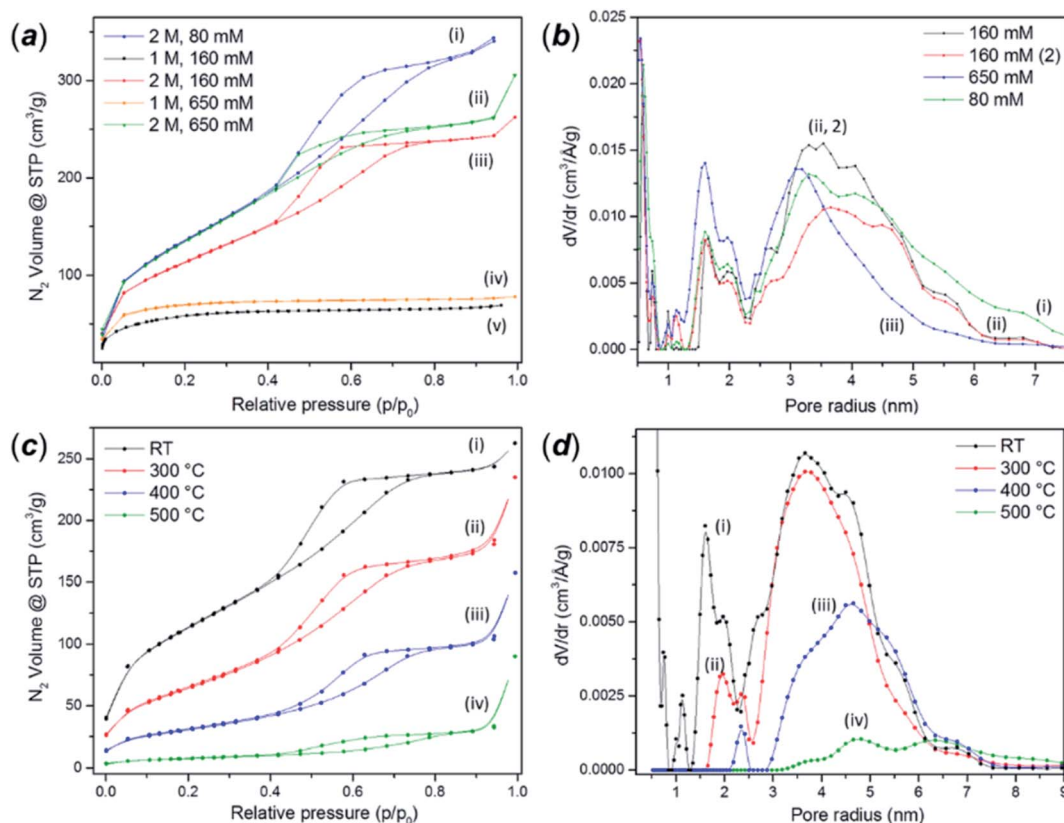 (a)
2 M, 80 mM
1 M, 160 mM
2 M, 160 mM
1 M, 650 mM
2 M, 650 mM
(i)
(ii)
(iii)
(iv)
(v)
300
200
100
N₂ Volume @ STP (cm³/g)
0.0 0.2 0.4 0.6 0.8 1.0
Relative pressure (p/p₀)
(b)
160 mM
160 mM (2)
650 mM
80 mM
(ii, 2)
(i)
(iii)
(ii)
0.025
0.020
0.015
0.010
0.005
0.000
dV/dr (cm³/Å/g)
1 2 3 4 5 6 7
Pore radius (nm)
(c)
RT
300 °C
400 °C
500 °C
(i)
(ii)
(iii)
(iv)
250
200
150
100
50
0
N₂ Volume @ STP (cm³/g)
0.0 0.2 0.4 0.6 0.8 1.0
Relative pressure (p/p₀)
(d)
RT
300 °C
400 °C
500 °C
(i)
(iii)
(ii)
(iv)
0.0100
0.0075
0.0050
0.0025
0.0000
dV/dr (cm³/Å/g)
1 2 3 4 5 6 7 8 9
Pore radius (nm)